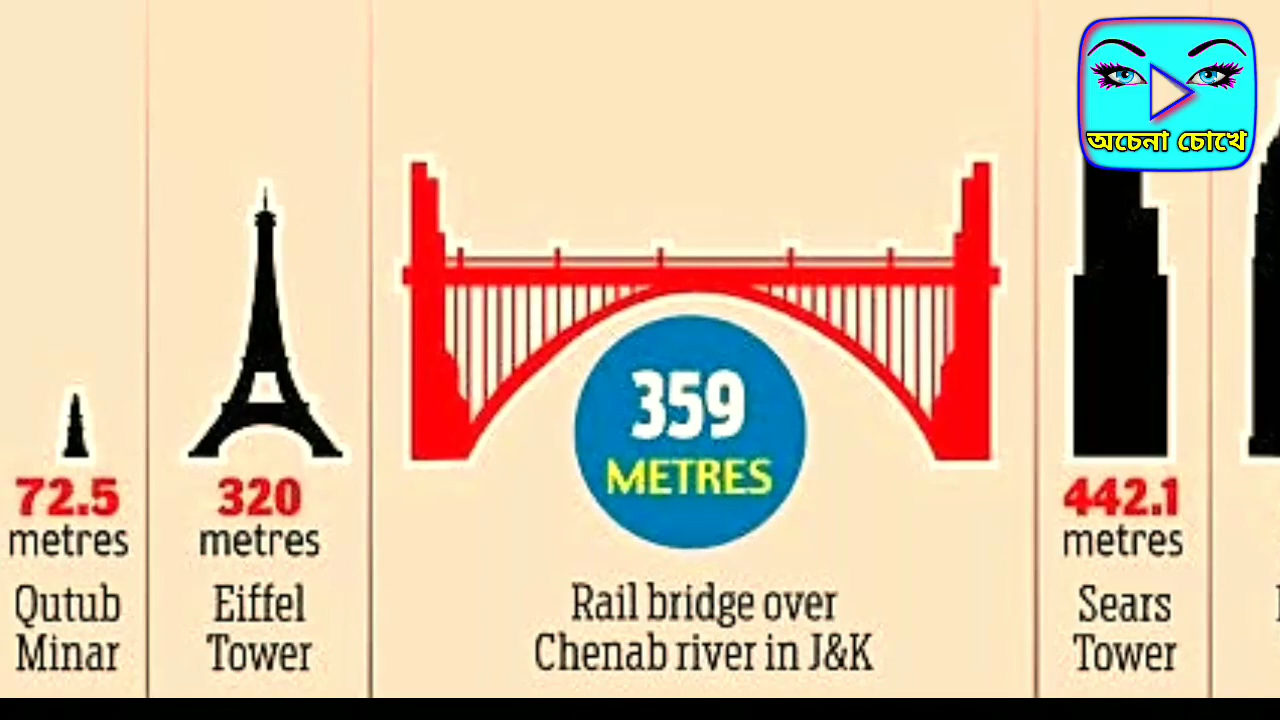 অচেনা চোখে
72.5
metres
Qutub
Minar
320
metres
Eiffel
Tower
359
METRES
Rail bridge over
Chenab river in J&K
442.1
metres
Sears
Tower